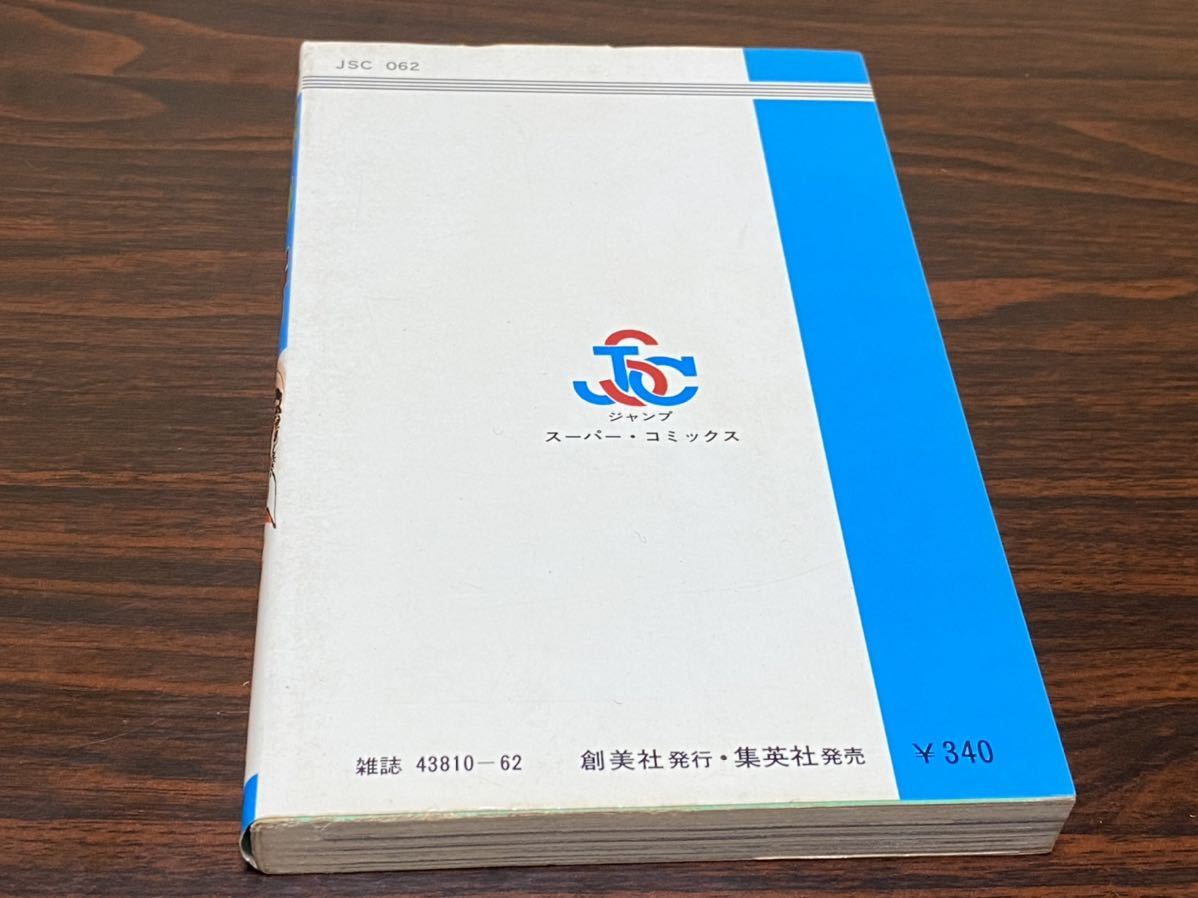 JSC 062
JSC
ジャンプ
スーパー・コミックス
雑誌 43810-62 創美社発行・集英社発売 ¥340